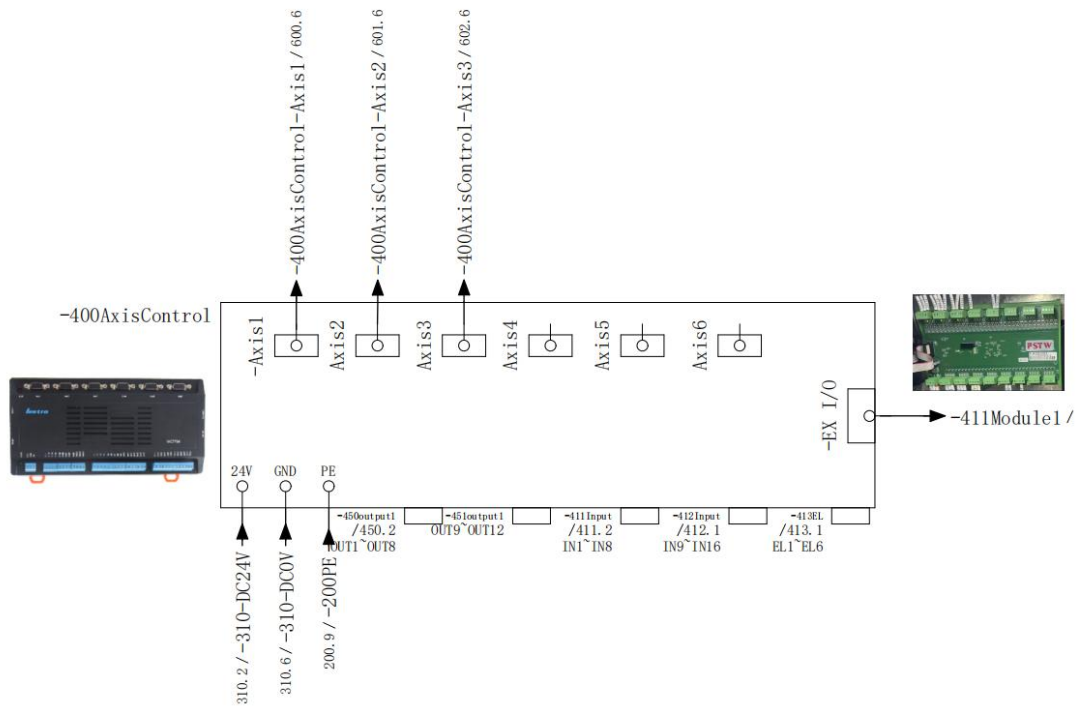 -400AxisControl-Axis1/600.6
-400AxisControl-Axis2/601.6
-400AxisControl-Axis3/602.6
-400AxisControl
-Axis1
Axis2
Axis3
Axis4
Axis5
Axis6
PSTW
-EX I/O
-411Module1/
24V
GND
PE
-450output1
/450.2
OUT1~OUT8
-451output1
OUT9~OUT12
-411Input
/411.2
IN1~IN8
-412Input
/412.1
IN9~IN16
-413EL
/413.1
EL1~EL6
310.2/-310-DC24V
310.6/-310-DC0V
200.9/-200PE